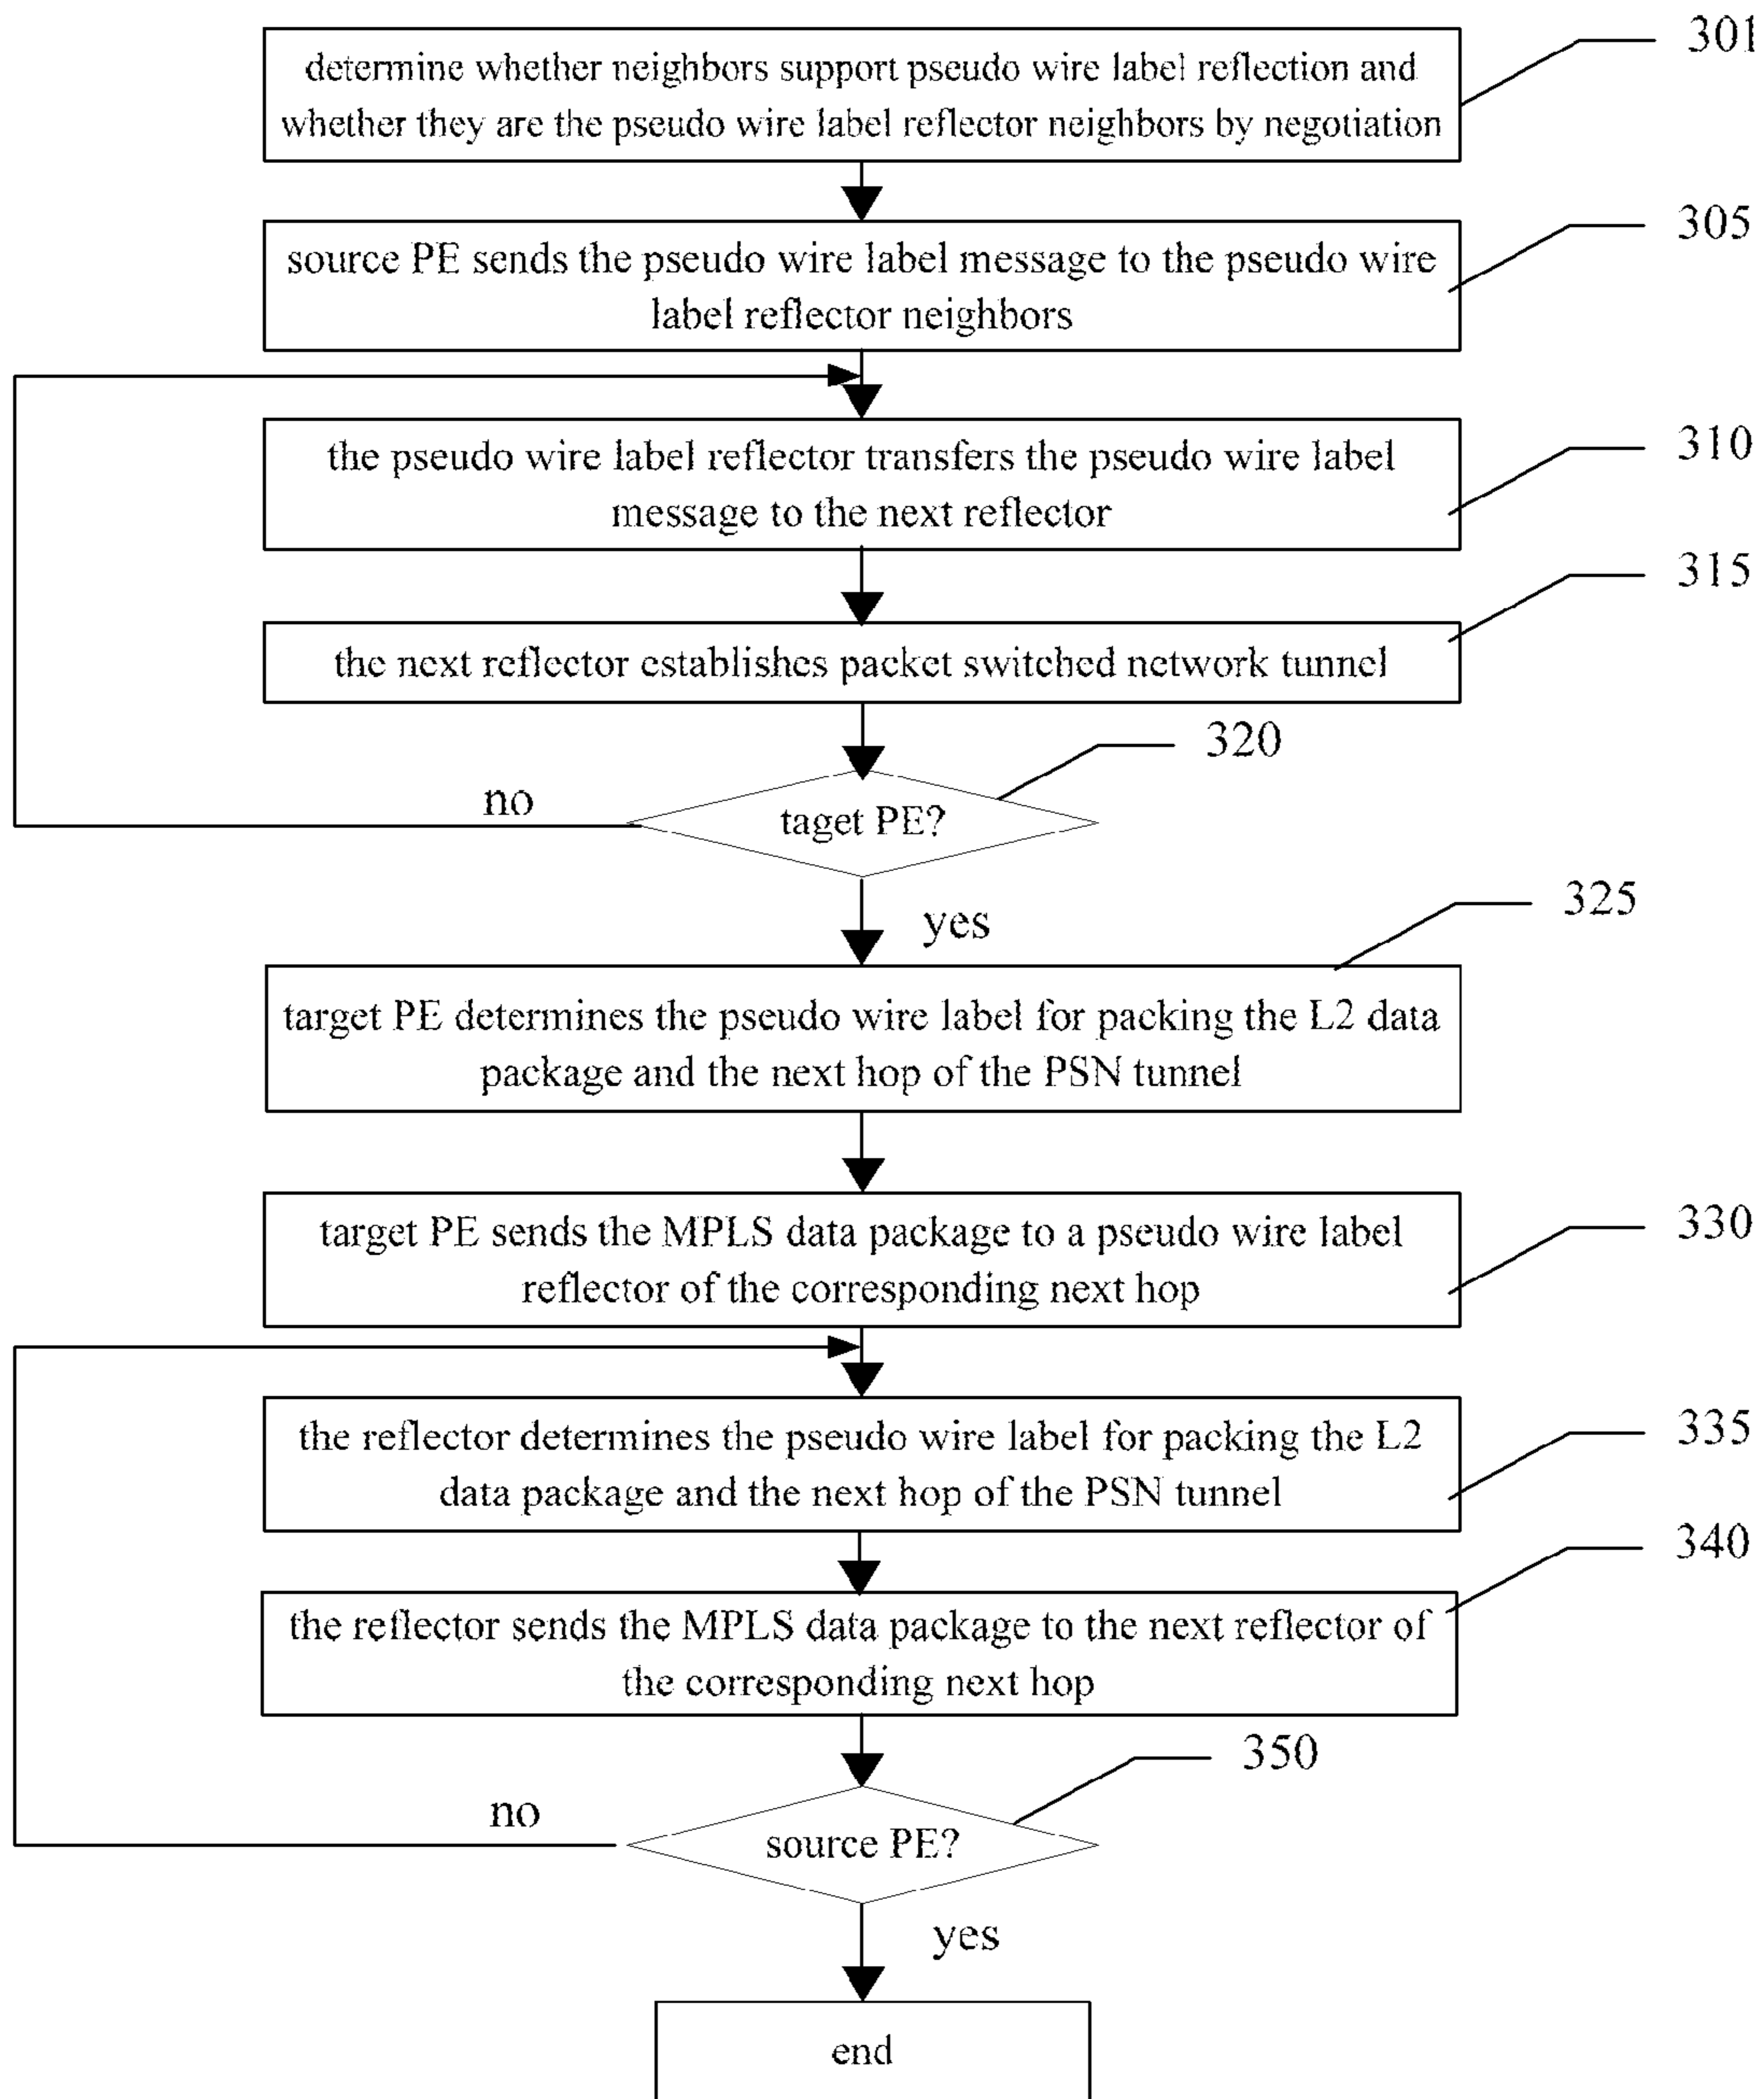 301
determine whether neighbors support pseudo wire label reflection and
whether they are the pseudo wire label reflector neighbors by negotiation
305
source PE sends the pseudo wire label message to the pseudo wire
label reflector neighbors
310
the pseudo wire label reflector transfers the pseudo wire label
message to the next reflector
315
the next reflector establishes packet switched network tunnel
320
no
taget PE?
yes
325
target PE determines the pseudo wire label for packing the L2 data
package and the next hop of the PSN tunnel
330
target PE sends the MPLS data package to a pseudo wire label
reflector of the corresponding next hop
335
the reflector determines the pseudo wire label for packing the L2
data package and the next hop of the PSN tunnel
340
the reflector sends the MPLS data package to the next reflector of
the corresponding next hop
350
no
source PE?
yes
end